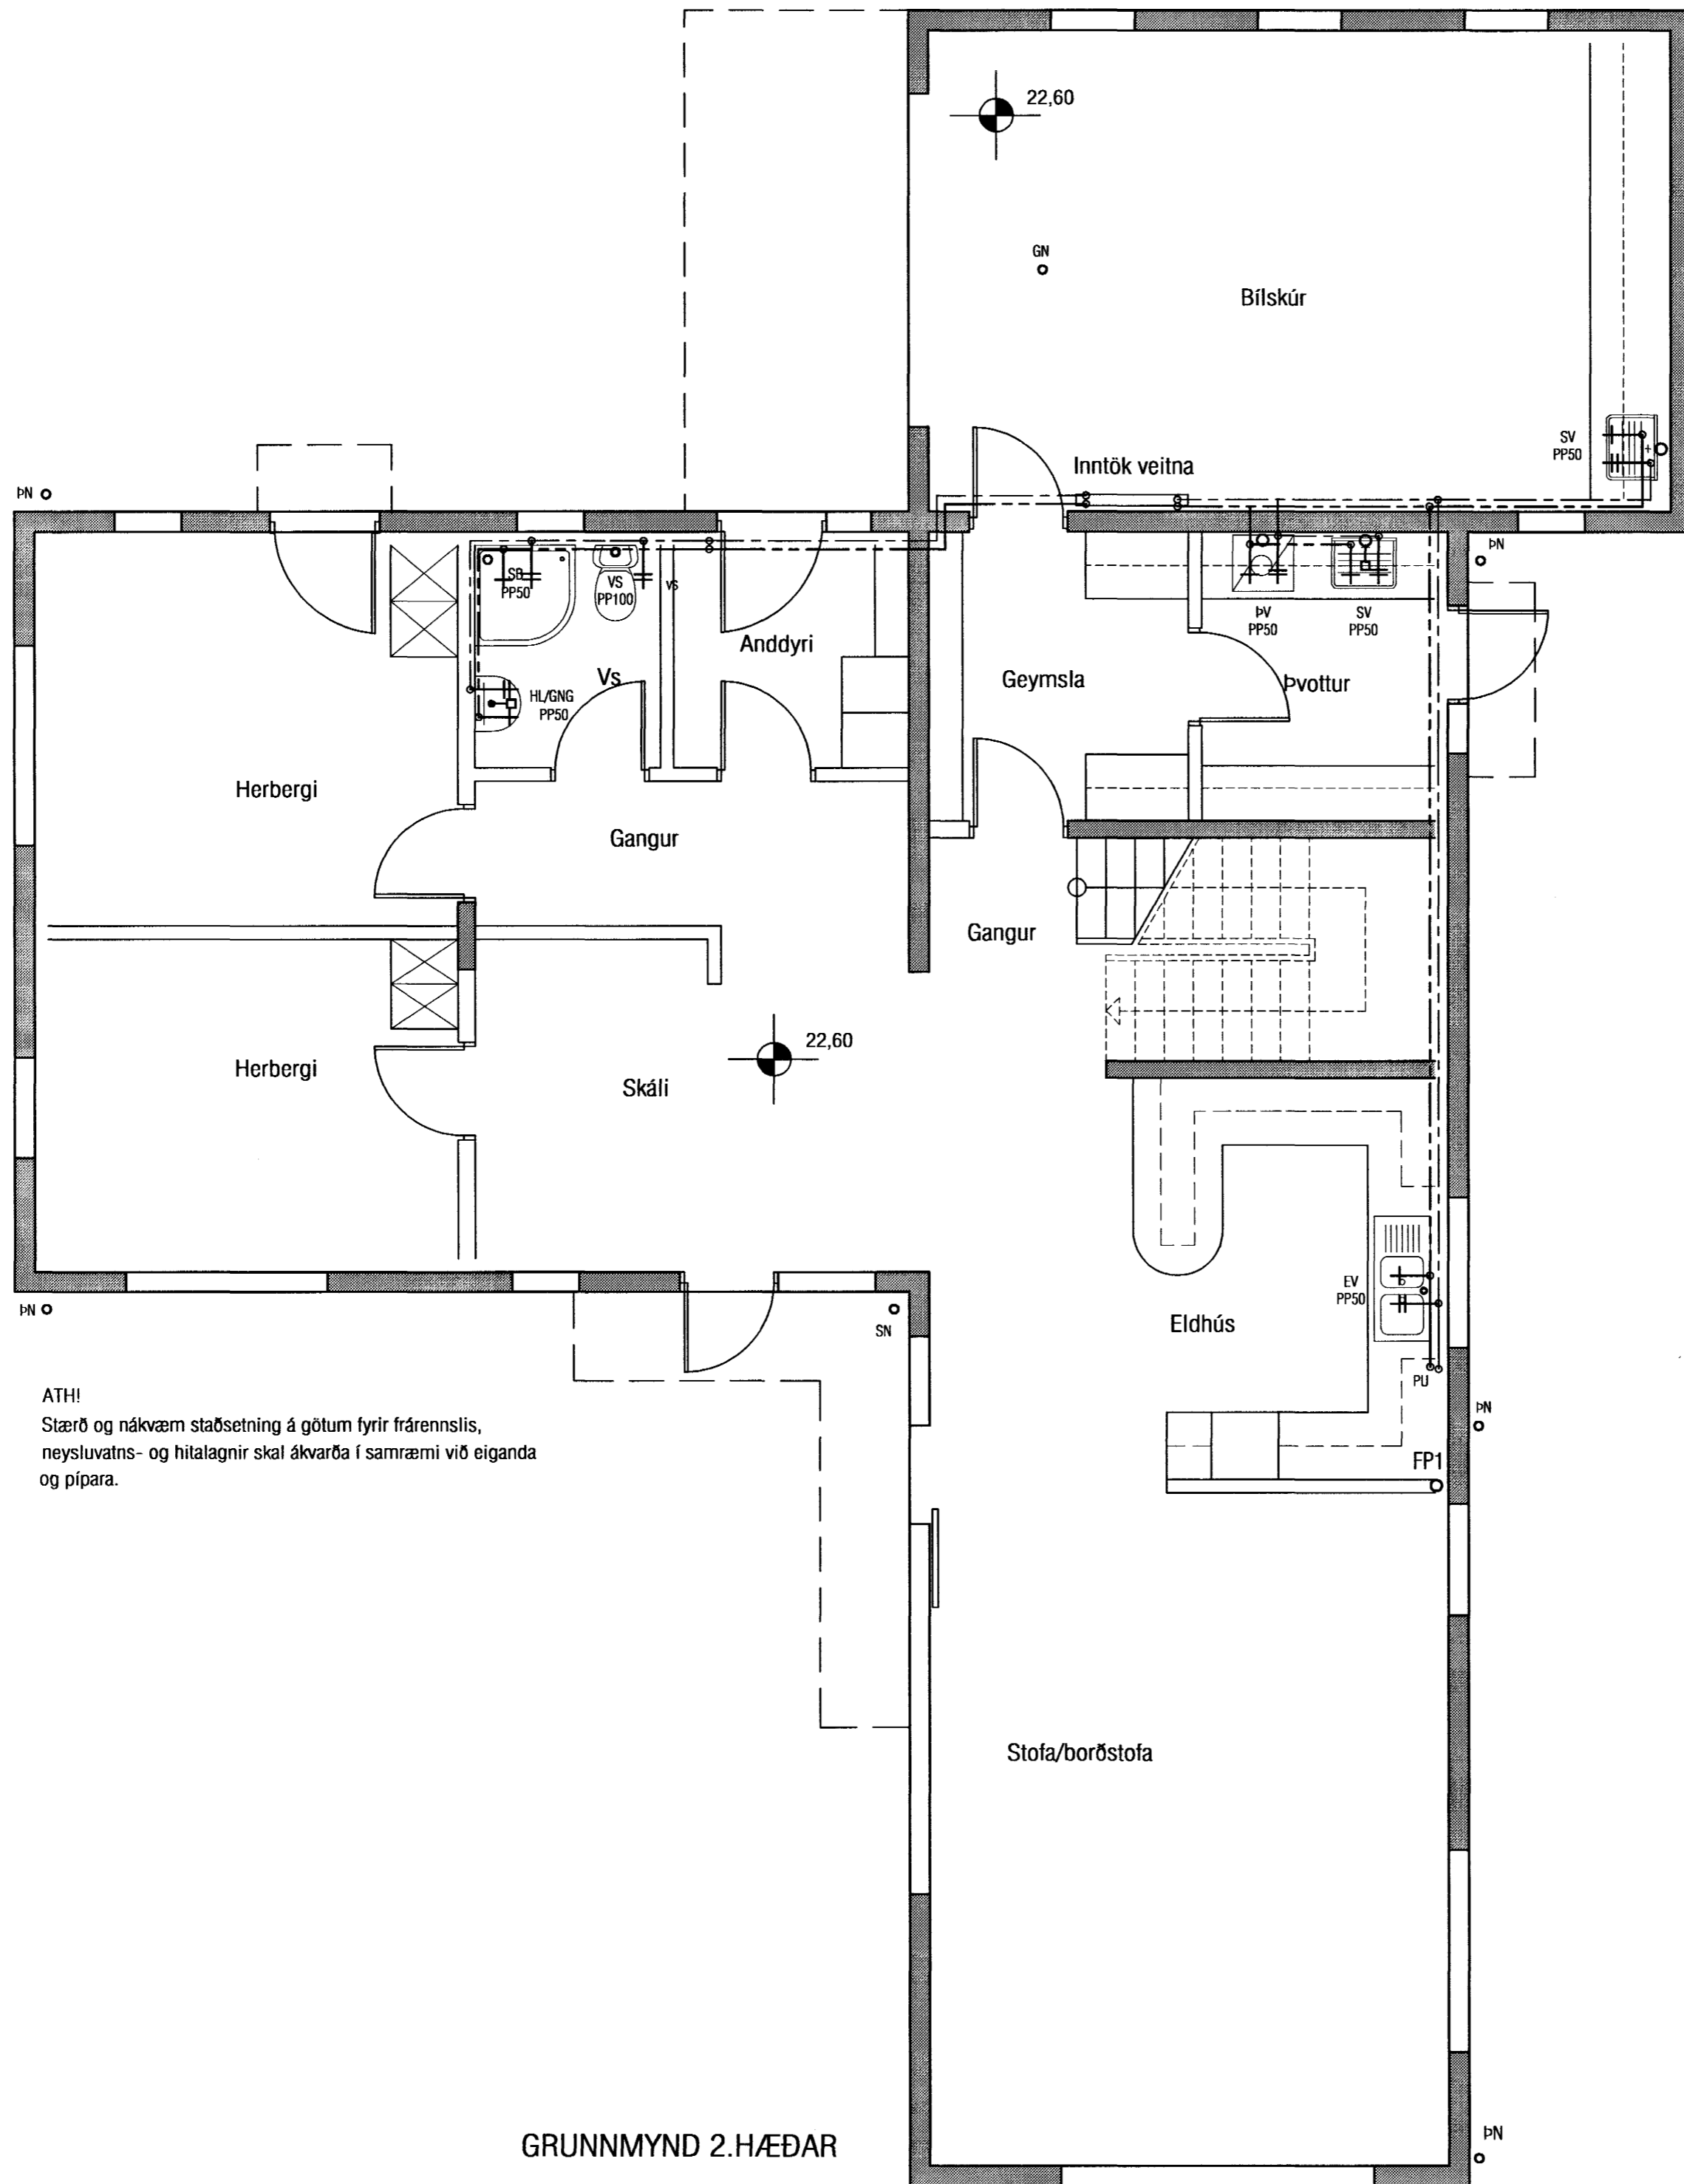 22,60
GN
Bílskúr
SV
PP50
Inntök veitna
ÞN
ÞN
SB
PP50
VS
PP100
VS
Anddyri
ÞV
PP50
SV
PP50
Vs
HL/GNG
PP50
Geymsla
Þvottur
Herbergi
Gangur
Gangur
22,60
Herbergi
Skáli
EV
PP50
Eldhús
ÞN
SN
PU
ÞN
ATH!
Stærð og nákvæm staðsetning á götum fyrir frárennslis,
neysluvatns- og hitalagnir skal ákvarða í samræmi við eiganda
og pípara.
FP1
Stofa/borðstofa
ÞN
GRUNNMYND 2.HÆÐAR